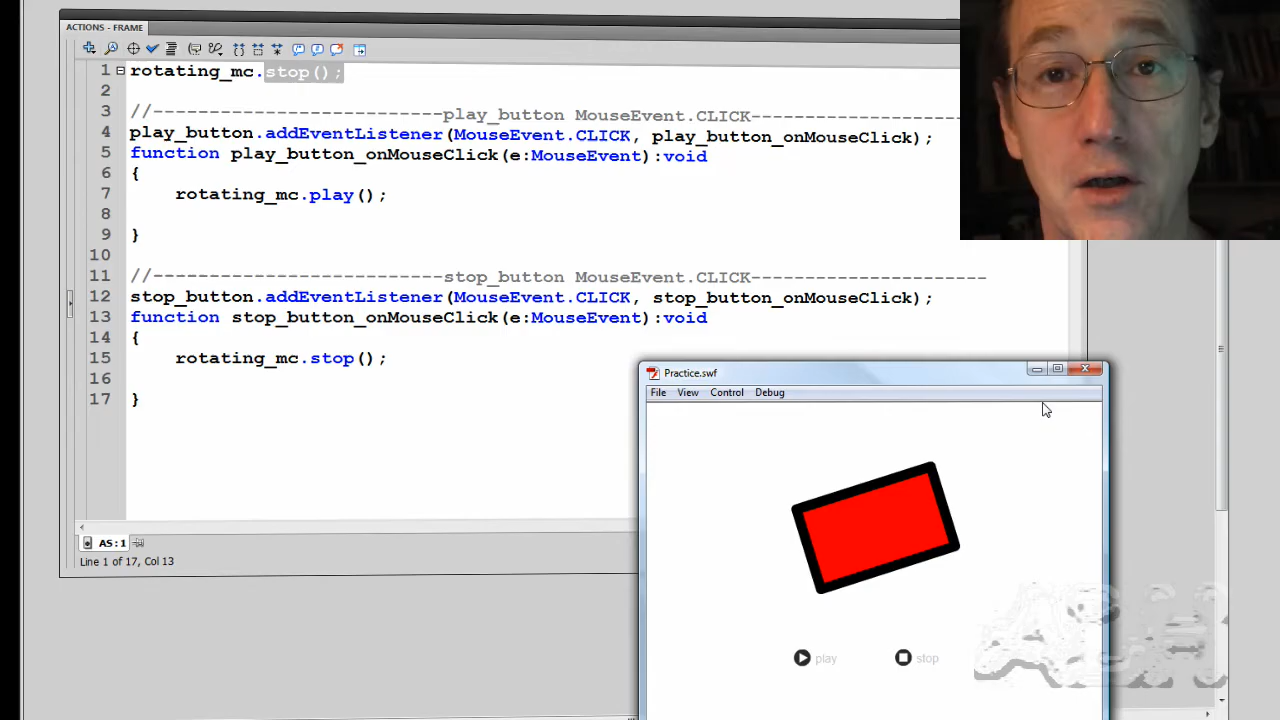 ACTIONS - FRAME
1 rotating_mc.stop();
2
3 //--------------------------play_button MouseEvent.CLICK-------------------
4 play_button.addEventListener(MouseEvent.CLICK, play_button_onMouseClick);
5 function play_button_onMouseClick(e:MouseEvent):void
6 {
7 rotating_mc.play();
8
9 }
10
11 //--------------------------stop_button MouseEvent.CLICK---------------------
12 stop_button.addEventListener(MouseEvent.CLICK, stop_button_onMouseClick);
13 function stop_button_onMouseClick(e:MouseEvent):void
14 {
15 rotating_mc.stop();
16
17 }
AS:1
Line 1 of 17, Col 13
Practice.swf
File View Control Debug
play stop